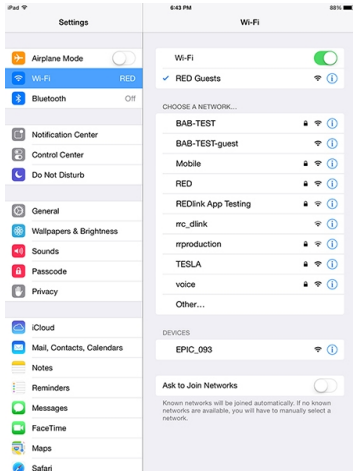 iPad 6:43 PM 88%
Settings
Wi-Fi
Airplane Mode
Wi-Fi RED
Bluetooth Off
Notification Center
Control Center
Do Not Disturb
General
Wallpapers & Brightness
Sounds
Passcode
Privacy
iCloud
Mail, Contacts, Calendars
Notes
Reminders
Messages
FaceTime
Maps
Safari
Wi-Fi
RED Guests
CHOOSE A NETWORK...
BAB-TEST
BAB-TEST-guest
Mobile
RED
REDlink App Testing
rrc_dlink
rrproduction
TESLA
voice
Other...
DEVICES
EPIC_093
Ask to Join Networks
Known networks will be joined automatically. If no known
networks are available, you will have to manually select a
network.